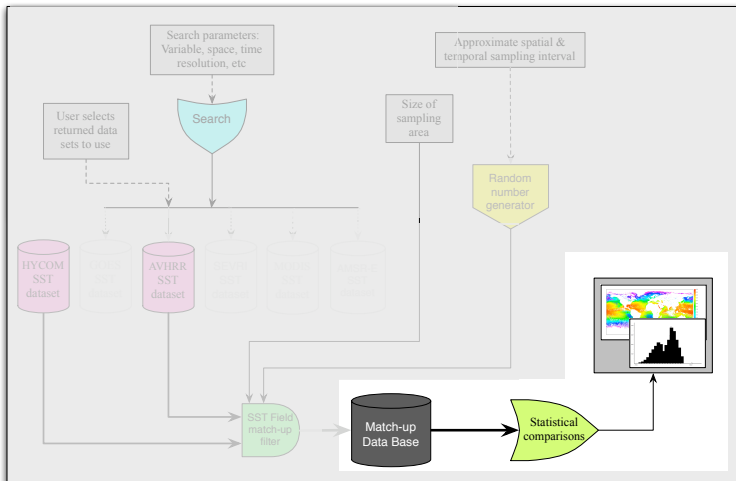 Search parameters:
Variable, space, time
resolution, etc
Approximate spatial &
temporal sampling interval
User selects
returned data
sets to use
Search
Size of
sampling
area
Random
number
generator
HYCOM
SST
dataset
AVHRR
SST
dataset
SST Field
match-up
filter
Match-up
Data Base
Statistical
comparisons